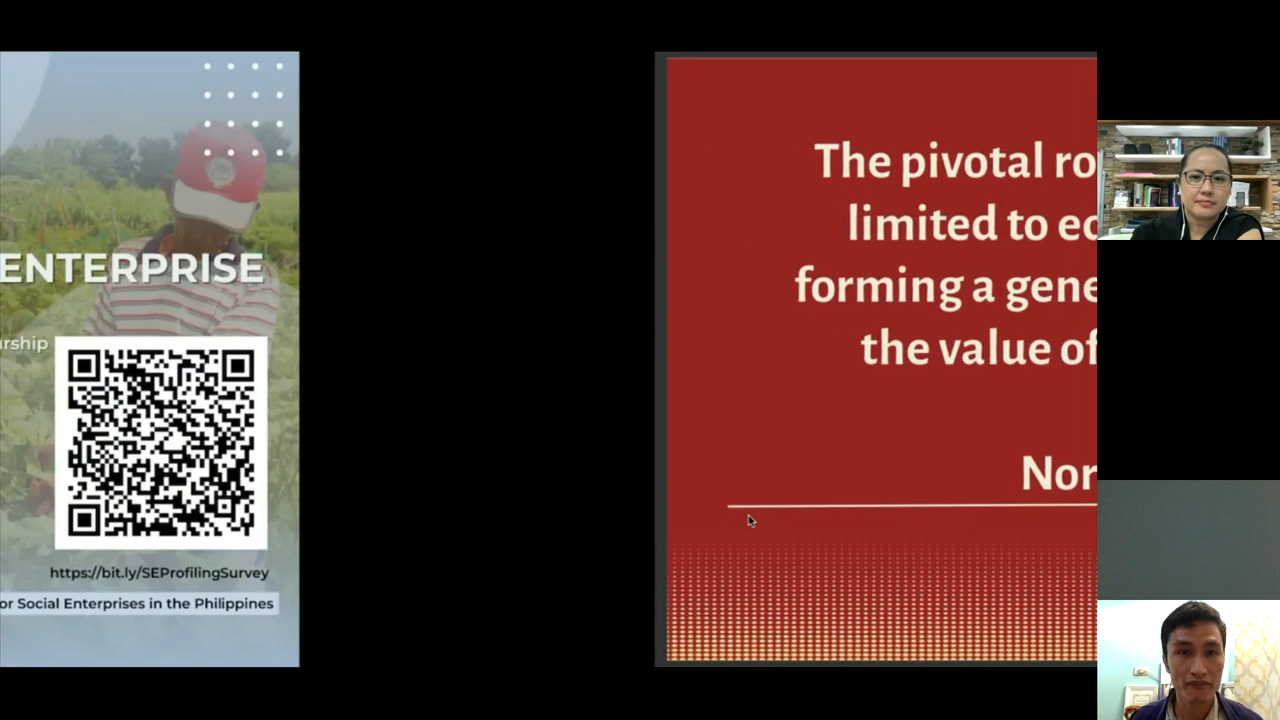 ENTERPRISE
urship
https://bit.ly/SEProfilingSurvey
or Social Enterprises in the Philippines
The pivotal ro
limited to ec
forming a gene
the value of
Nor